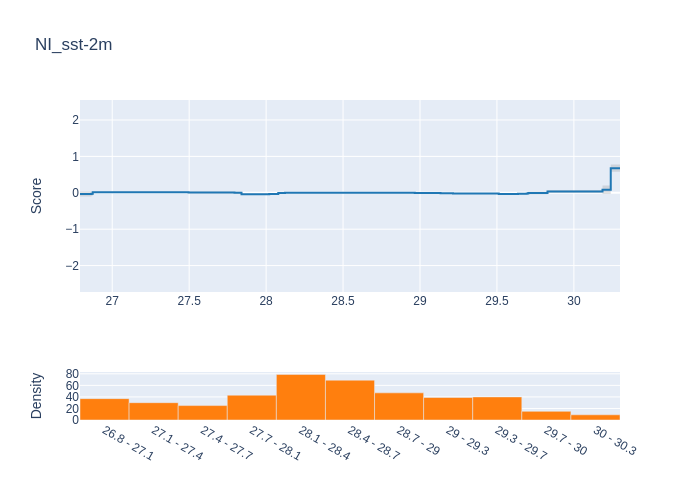 NI_sst-2m
Score
2
1
0
−1
−2
27
27.5
28
28.5
29
29.5
30
Density
80
60
40
20
0
26.8 - 27.1
27.1 - 27.4
27.4 - 27.7
27.7 - 28.1
28.1 - 28.4
28.4 - 28.7
28.7 - 29
29 - 29.3
29.3 - 29.7
29.7 - 30
30 - 30.3